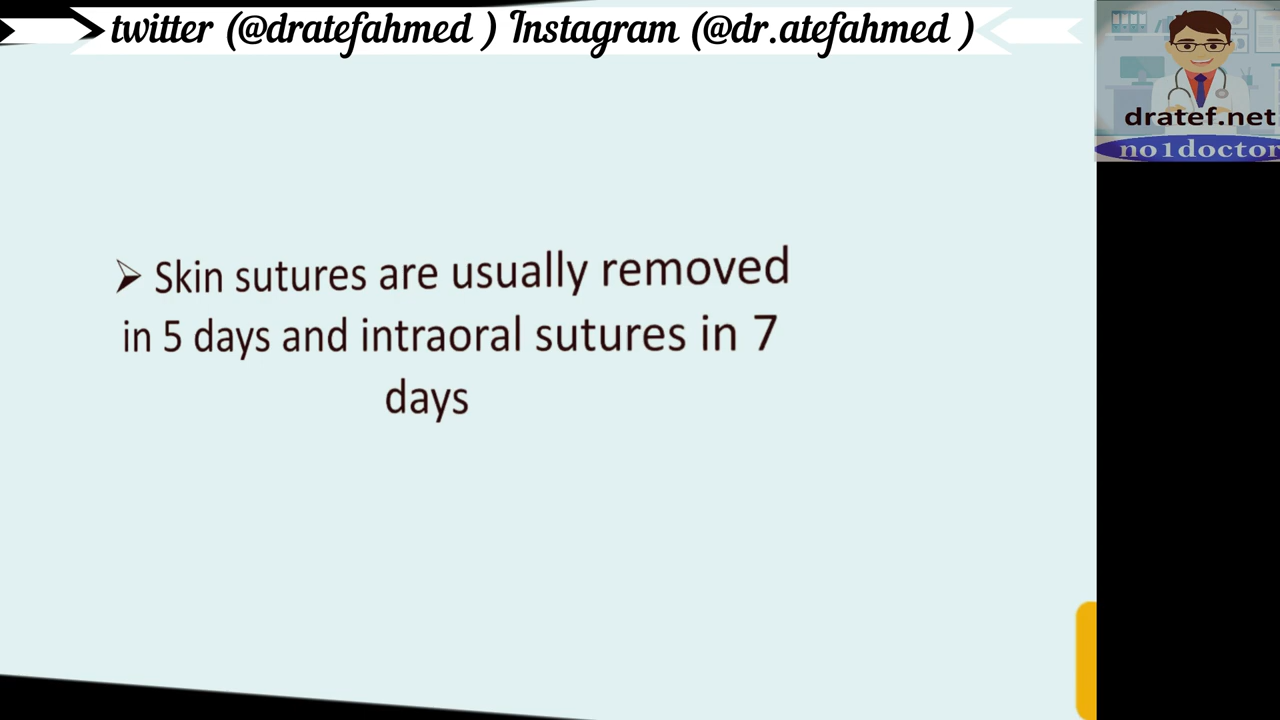 twitter (@dratefahmed ) Instagram (@dr.atefahmed )
dratef.net
no1doctor
➢ Skin sutures are usually removed
in 5 days and intraoral sutures in 7
days